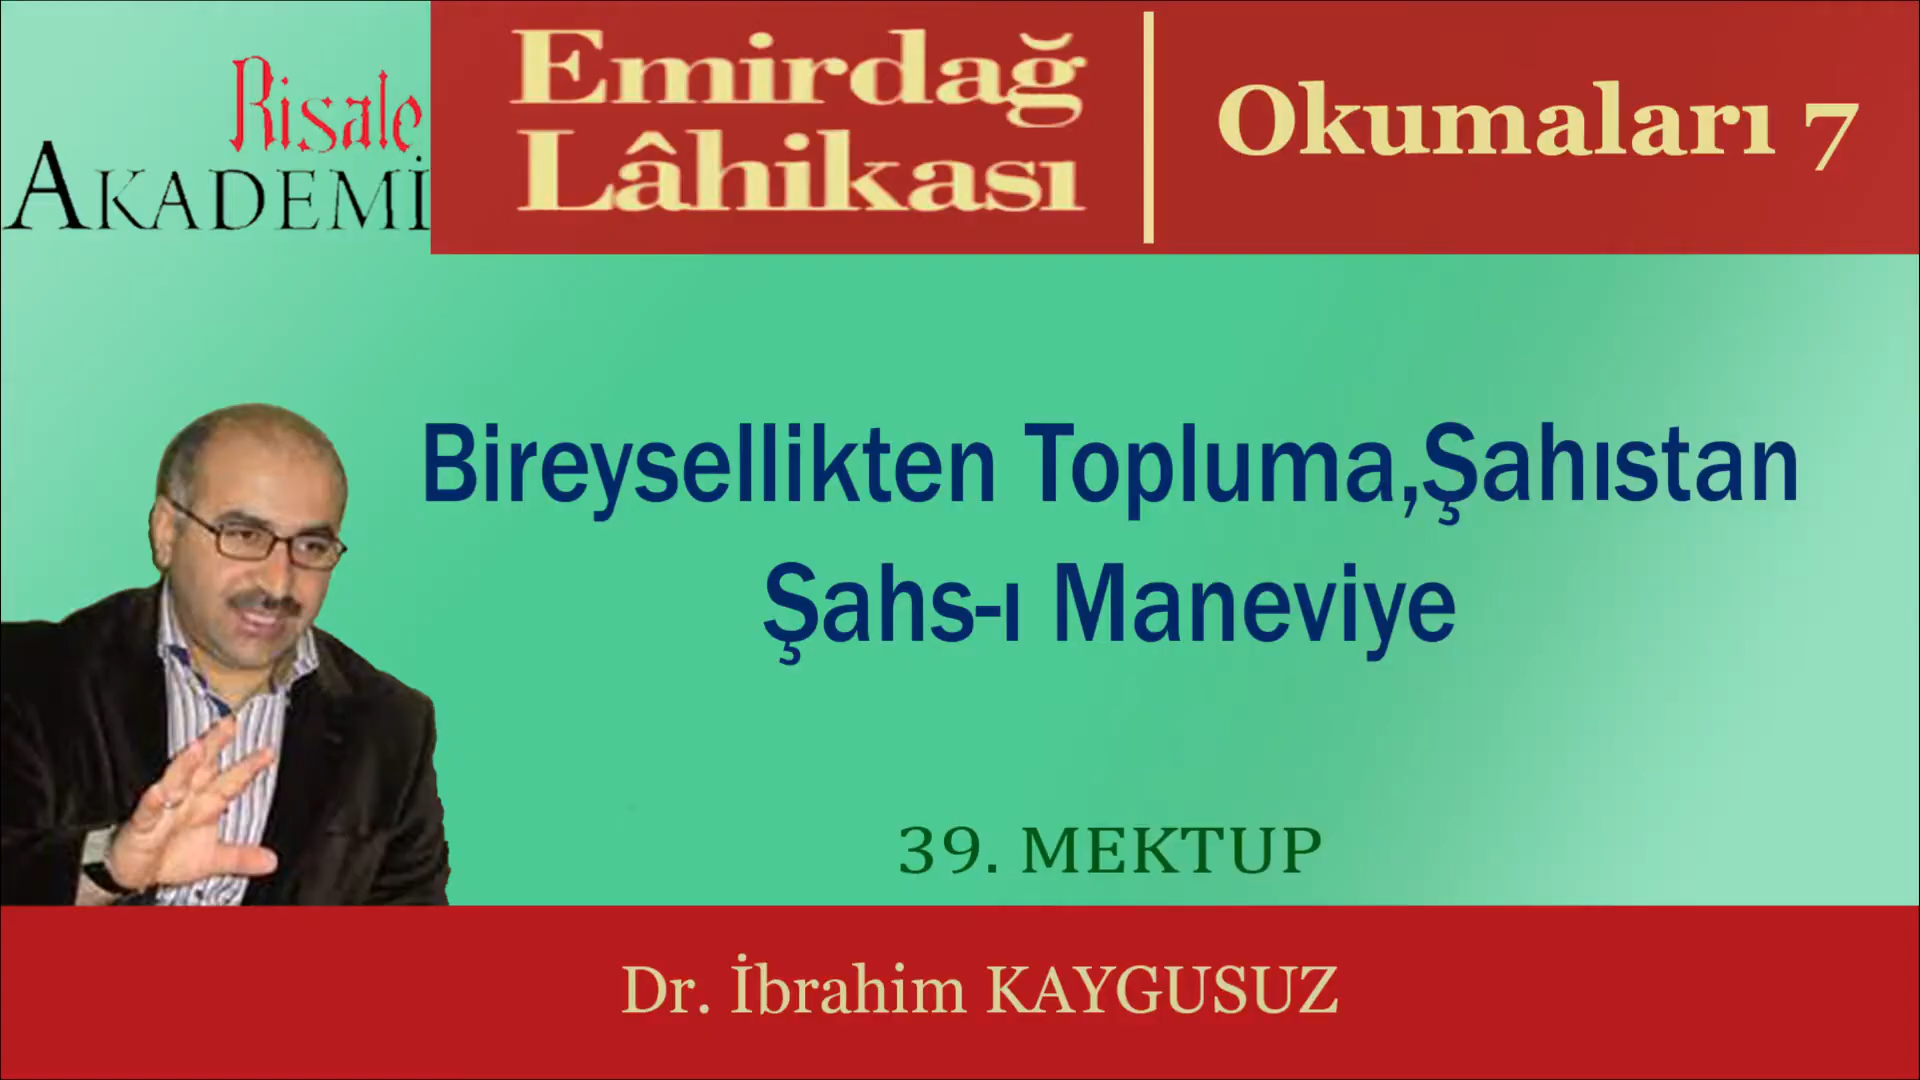 Risale
AKADEMİ
Emirdağ
Lâhikası
Okumaları 7
Bireysellikten Topluma,Şahıstan
Şahs-ı Maneviye
39. MEKTUP
Dr. İbrahim KAYGUSUZ